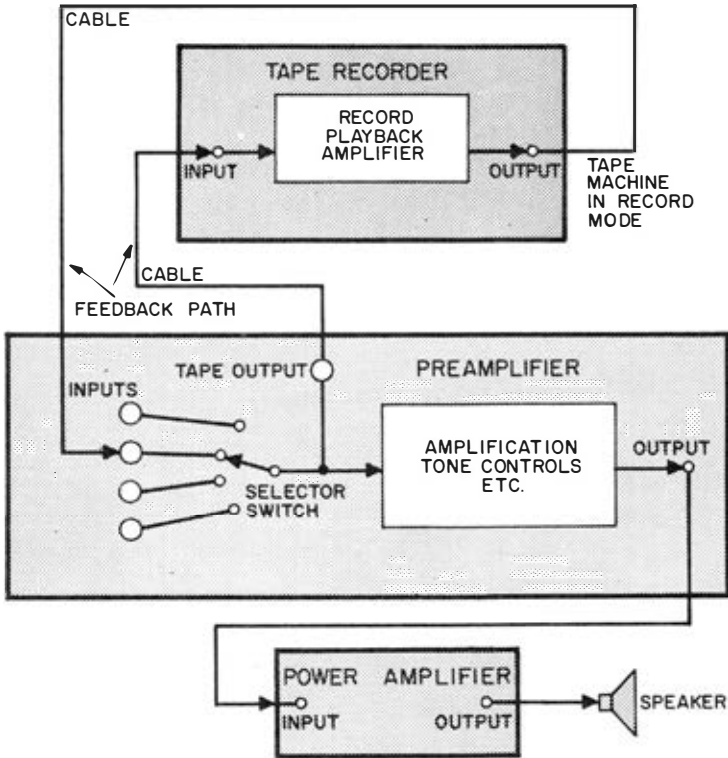 CABLE
TAPE RECORDER
RECORD
PLAYBACK
AMPLIFIER
INPUT
OUTPUT
TAPE
MACHINE
IN RECORD
MODE
CABLE
FEEDBACK PATH
TAPE OUTPUT
PREAMPLIFIER
INPUTS
AMPLIFICATION
TONE CONTROLS
ETC.
OUTPUT
SELECTOR
SWITCH
POWER AMPLIFIER
INPUT
OUTPUT
SPEAKER